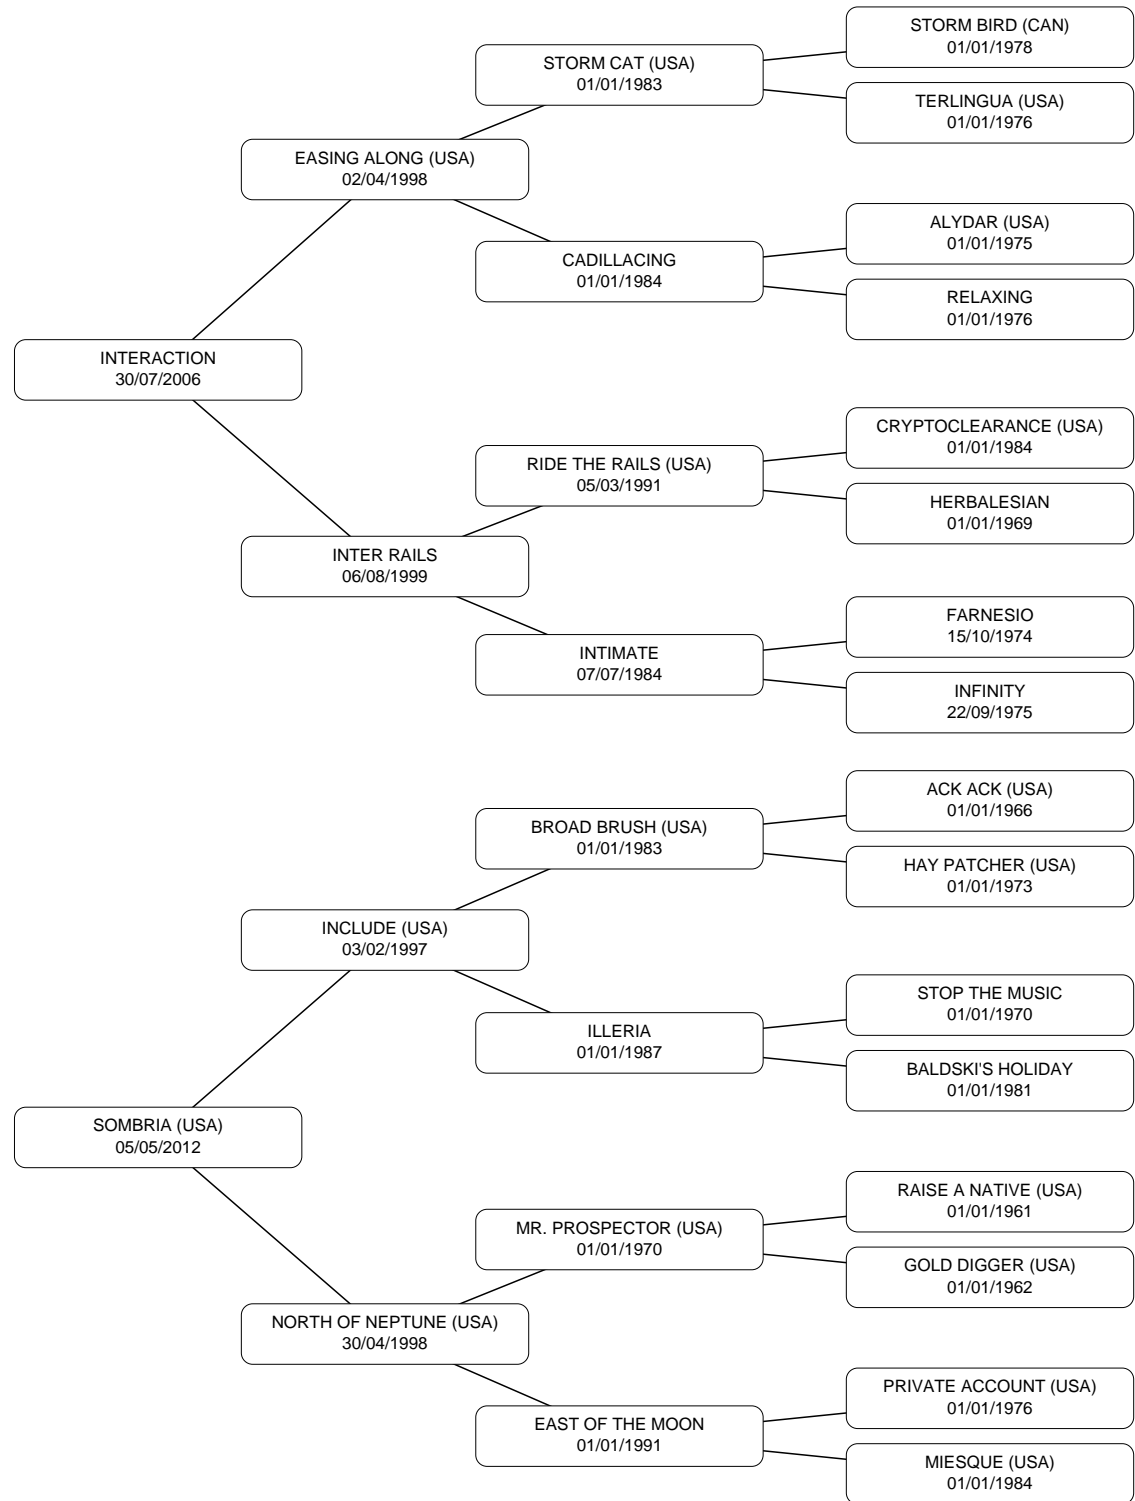 STORM BIRD (CAN)
01/01/1978
STORM CAT (USA)
01/01/1983
TERLINGUA (USA)
01/01/1976
EASING ALONG (USA)
02/04/1998
ALYDAR (USA)
01/01/1975
CADILLACING
01/01/1984
RELAXING
01/01/1976
INTERACTION
30/07/2006
CRYPTOCLEARANCE (USA)
01/01/1984
RIDE THE RAILS (USA)
05/03/1991
HERBALESIAN
01/01/1969
INTER RAILS
06/08/1999
FARNESIO
15/10/1974
INTIMATE
07/07/1984
INFINITY
22/09/1975
ACK ACK (USA)
01/01/1966
BROAD BRUSH (USA)
01/01/1983
HAY PATCHER (USA)
01/01/1973
INCLUDE (USA)
03/02/1997
STOP THE MUSIC
01/01/1970
ILLERIA
01/01/1987
BALDSKI'S HOLIDAY
01/01/1981
SOMBRIA (USA)
05/05/2012
RAISE A NATIVE (USA)
01/01/1961
MR. PROSPECTOR (USA)
01/01/1970
GOLD DIGGER (USA)
01/01/1962
NORTH OF NEPTUNE (USA)
30/04/1998
PRIVATE ACCOUNT (USA)
01/01/1976
EAST OF THE MOON
01/01/1991
MIESQUE (USA)
01/01/1984